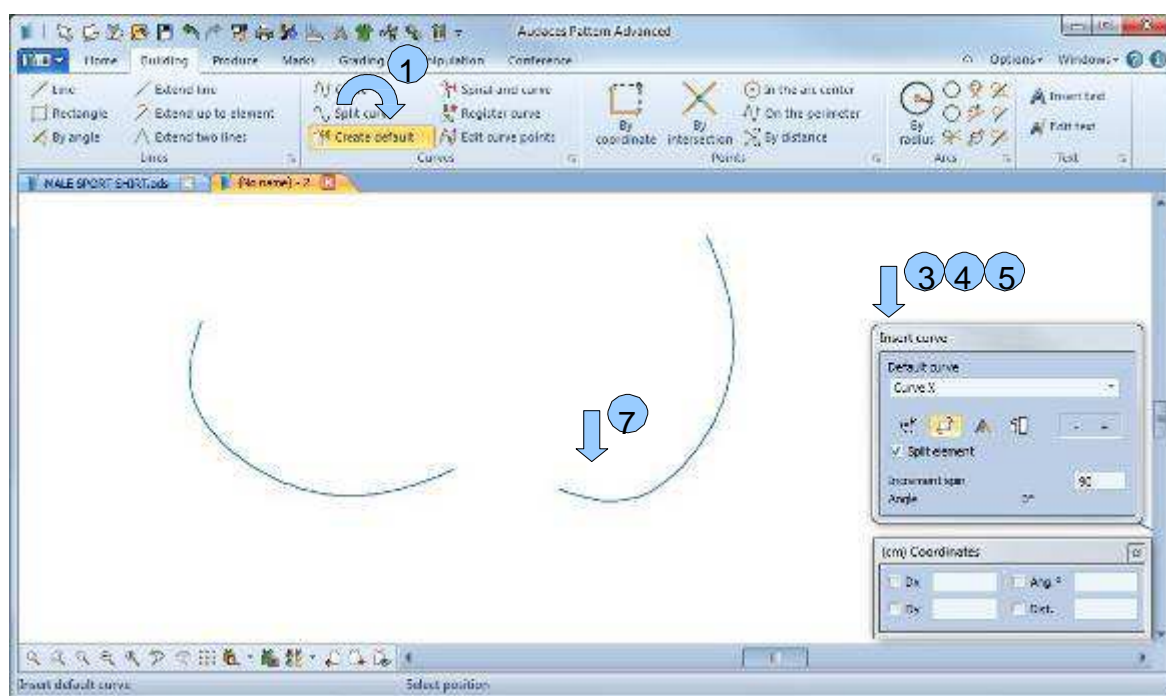 Audaces Pattern Advanced
Home Building Produce Marks Grading Conference Options Windows
1
Line Extend line Spiral and curve In the arc center Insert text
Rectangle Extend up to element Split curve Register curve On the perimeter Edit text
By angle Extend two lines Create default Edit curve points By coordinate By intersection By distance By radius
Lines Curves Points Arcs Text
MALE SPORT SHIRT.pds (No name) - 2
3 4 5
Insert curve
Default curve
Curve X
7
Split element
Increment spin 90
Angle 0°
(cm) Coordinates
Dx Ang.º
Dy Dist.
Insert default curve Select position